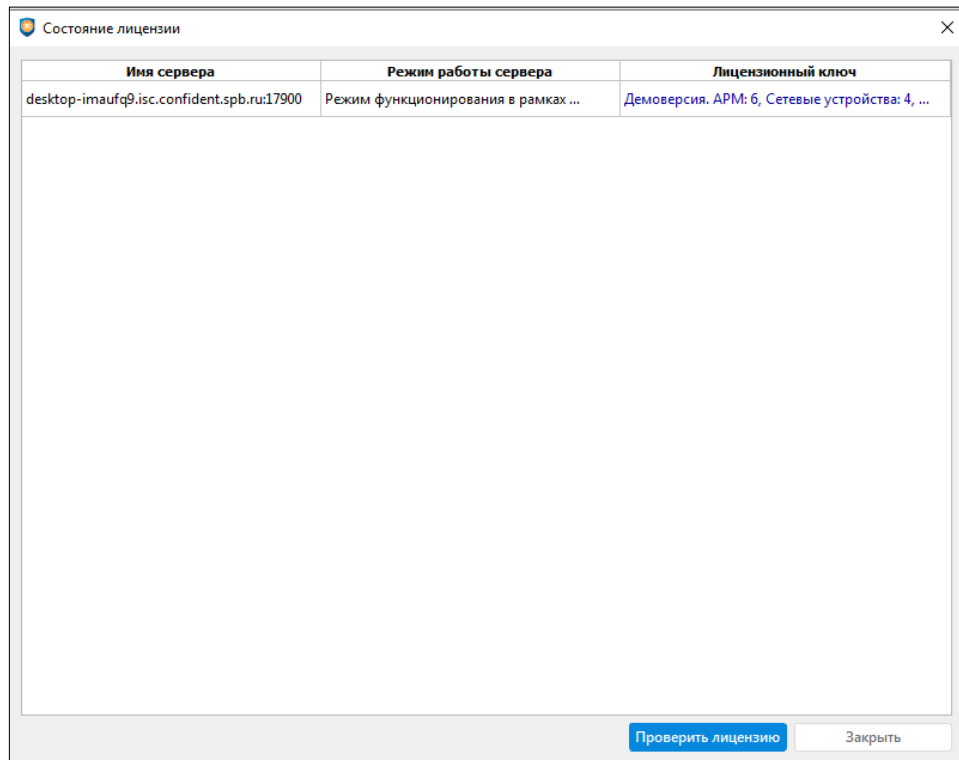 Состояние лицензии
Имя сервера Режим работы сервера Лицензионный ключ
desktop-imaufq9.isc.confident.spb.ru:17900 Режим функционирования в рамках ... Демоверсия. АРМ: 6, Сетевые устройства: 4, ...
Проверить лицензию Закрыть